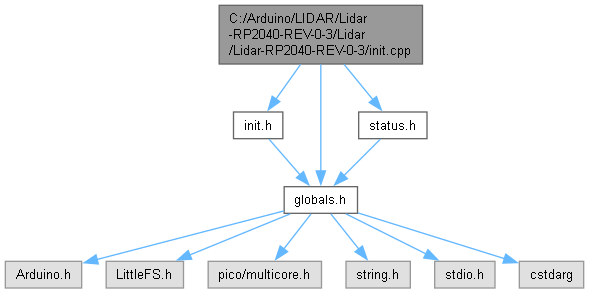 C:/Arduino/LIDAR/Lidar
-RP2040-REV-0-3/Lidar
/Lidar-RP2040-REV-0-3/init.cpp
init.h
status.h
globals.h
Arduino.h
LittleFS.h
pico/multicore.h
string.h
stdio.h
cstdarg